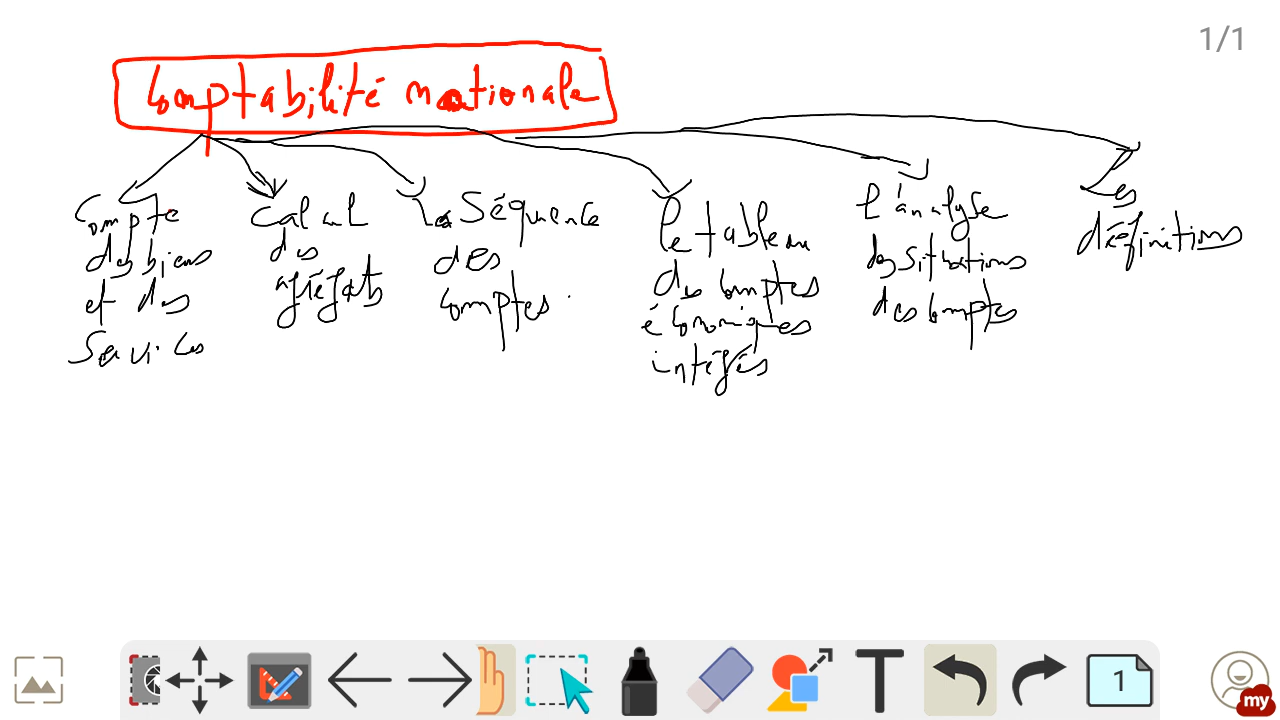 1/1
Comptabilité nationale
Compte
des biens
et des
Services
Calcul
des
agrégats
la Séquence
des
comptes
le tableau
des comptes
économiques
intégrés
l'analyse
des situations
des comptes
Les
définitions
T
1
my